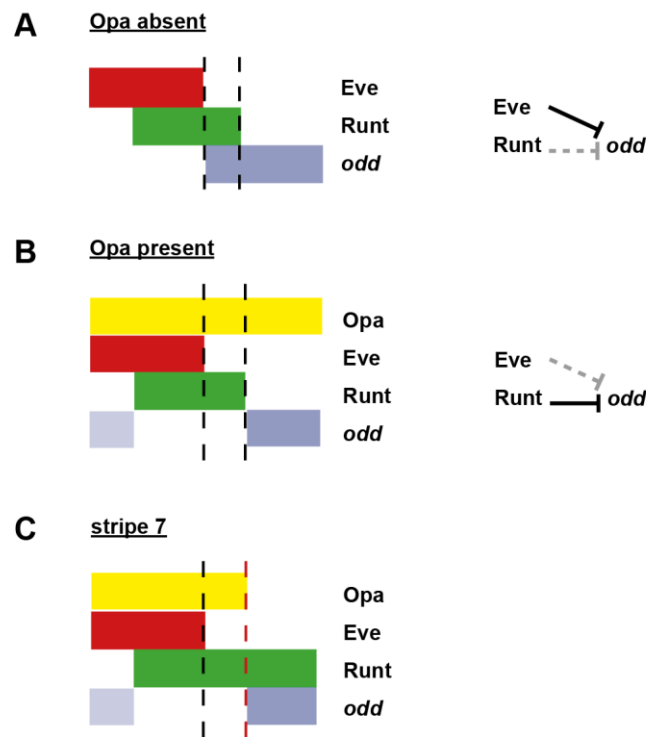 A
Opa absent
Eve
Runt
odd
Eve
Runt
odd
B
Opa present
Opa
Eve
Runt
odd
Eve
Runt
odd
C
stripe 7
Opa
Eve
Runt
odd